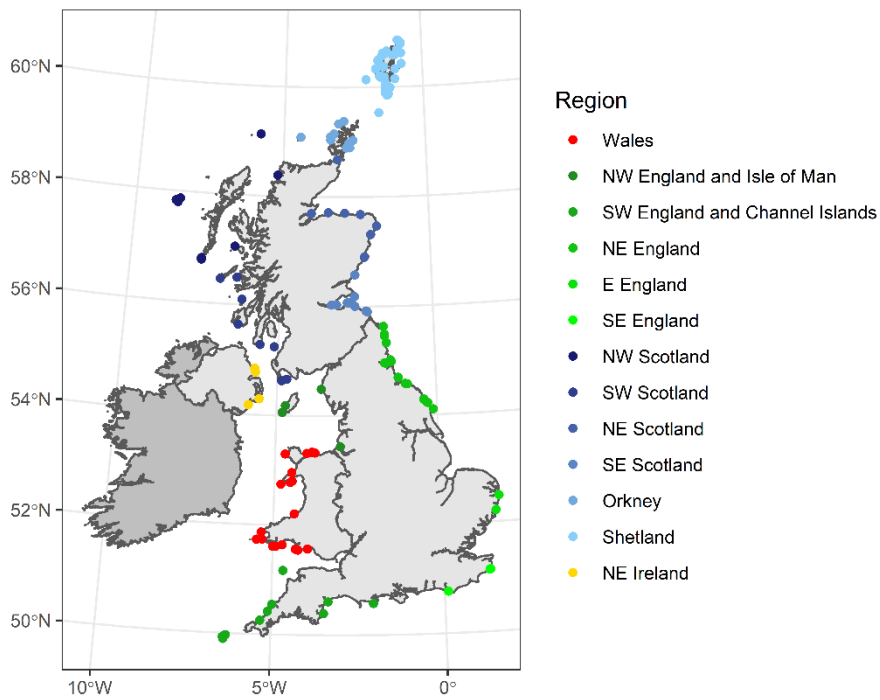 60°N
58°N
56°N
54°N
52°N
50°N
10°W
5°W
0°
Region
Wales
NW England and Isle of Man
SW England and Channel Islands
NE England
E England
SE England
NW Scotland
SW Scotland
NE Scotland
SE Scotland
Orkney
Shetland
NE Ireland